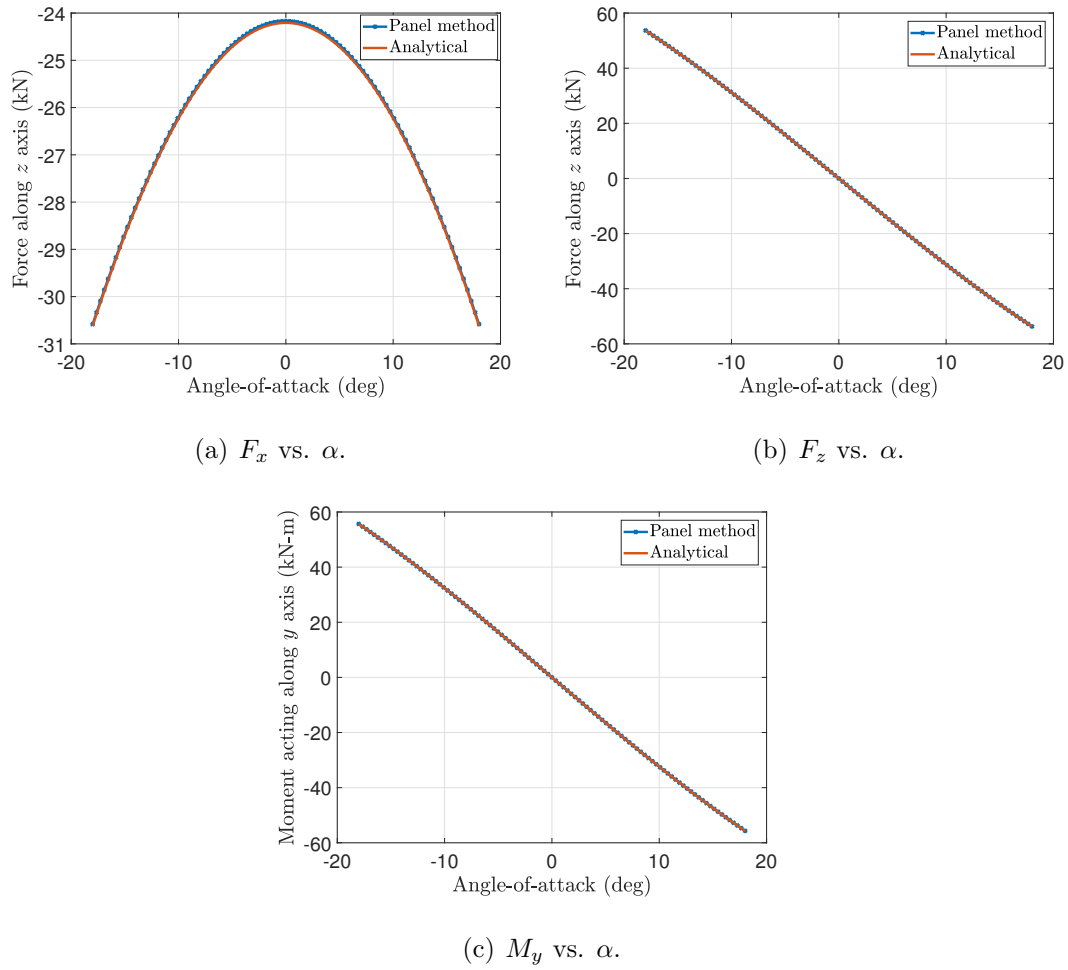 -24
-25
-26
-27
-28
-29
-30
-31
-20
-10
0
10
20
Force along z axis (kN)
Angle-of-attack (deg)
Panel method
Analytical
(a) F_x vs. α.
60
40
20
0
-20
-40
-60
-20
-10
0
10
20
Force along z axis (kN)
Angle-of-attack (deg)
Panel method
Analytical
(b) F_z vs. α.
60
40
20
0
-20
-40
-60
-20
-10
0
10
20
Moment acting along y axis (kN-m)
Angle-of-attack (deg)
Panel method
Analytical
(c) M_y vs. α.